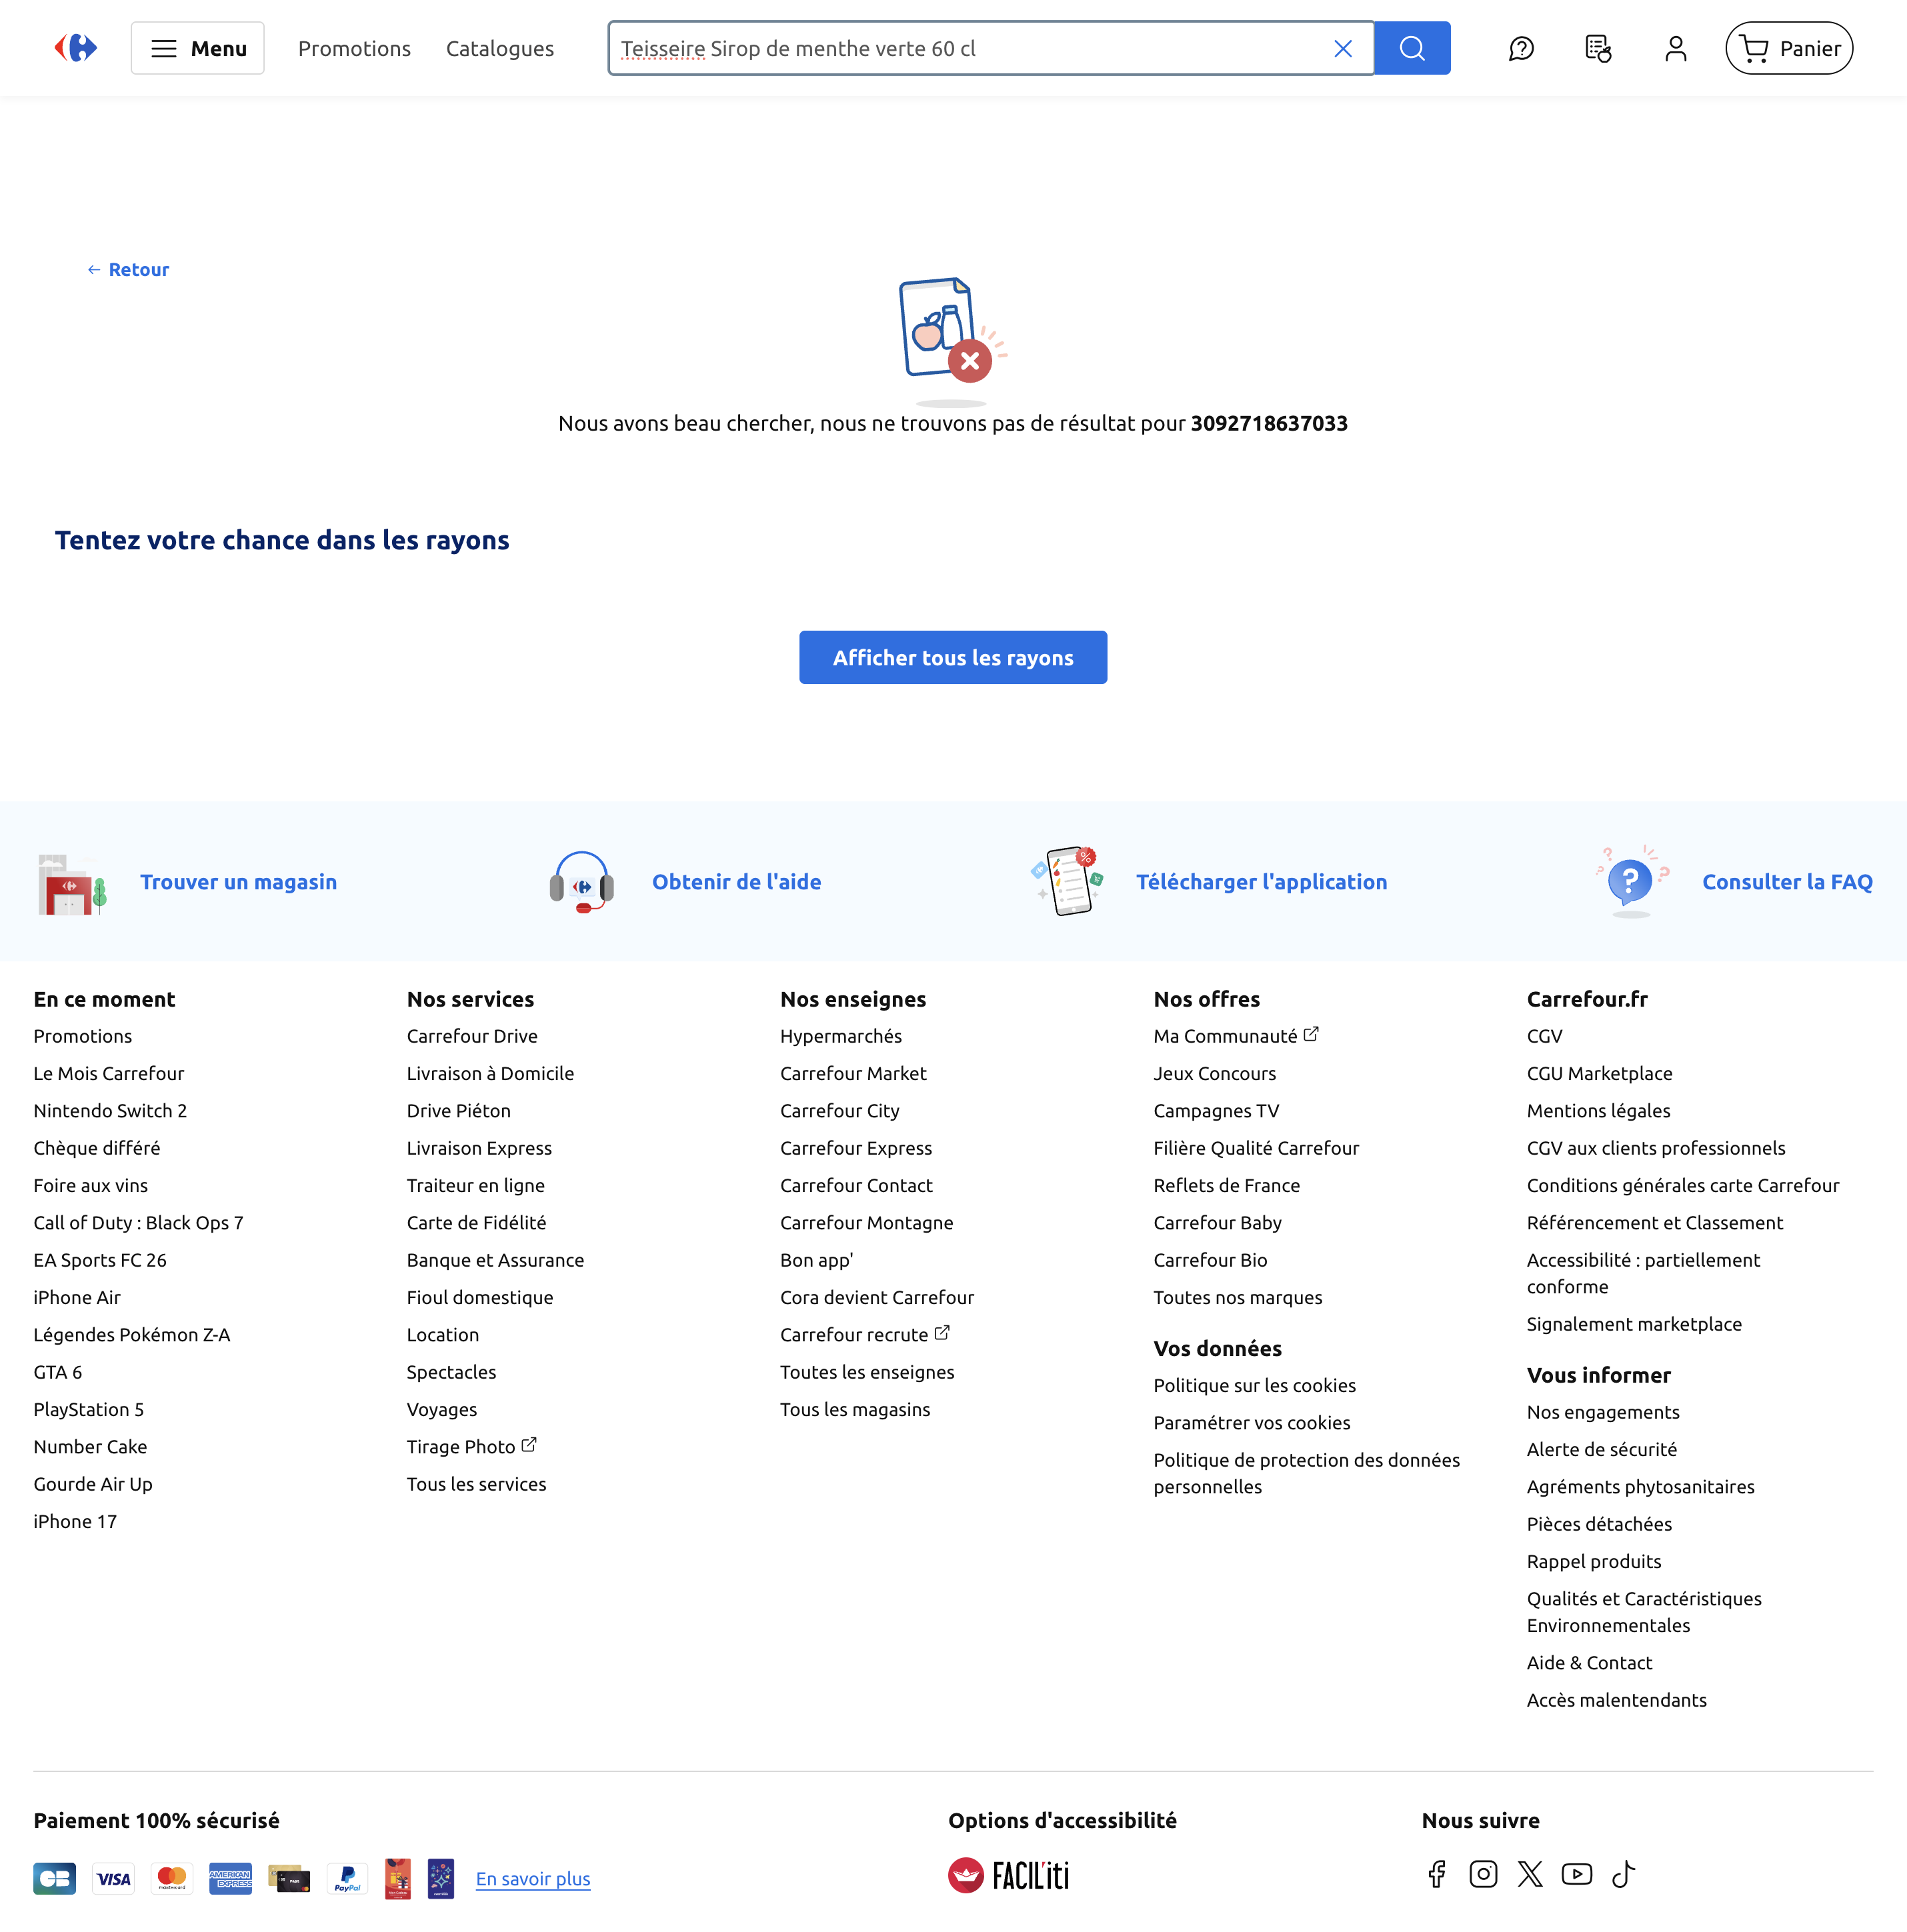 Menu
Promotions
Catalogues
Teisseire Sirop de menthe verte 60 cl
Panier
Retour
Nous avons beau chercher, nous ne trouvons pas de résultat pour 3092718637033
Tentez votre chance dans les rayons
Afficher tous les rayons
Trouver un magasin
Obtenir de l'aide
Télécharger l'application
Consulter la FAQ
En ce moment
Promotions
Le Mois Carrefour
Nintendo Switch 2
Chèque différé
Foire aux vins
Call of Duty : Black Ops 7
EA Sports FC 26
iPhone Air
Légendes Pokémon Z-A
GTA 6
PlayStation 5
Number Cake
Gourde Air Up
iPhone 17
Nos services
Carrefour Drive
Livraison à Domicile
Drive Piéton
Livraison Express
Traiteur en ligne
Carte de Fidélité
Banque et Assurance
Fioul domestique
Location
Spectacles
Voyages
Tirage Photo
Tous les services
Nos enseignes
Hypermarchés
Carrefour Market
Carrefour City
Carrefour Express
Carrefour Contact
Carrefour Montagne
Bon app'
Cora devient Carrefour
Carrefour recrute
Toutes les enseignes
Tous les magasins
Nos offres
Ma Communauté
Jeux Concours
Campagnes TV
Filière Qualité Carrefour
Reflets de France
Carrefour Baby
Carrefour Bio
Toutes nos marques
Vos données
Politique sur les cookies
Paramétrer vos cookies
Politique de protection des données
personnelles
Carrefour.fr
CGV
CGU Marketplace
Mentions légales
CGV aux clients professionnels
Conditions générales carte Carrefour
Référencement et Classement
Accessibilité : partiellement
conforme
Signalement marketplace
Vous informer
Nos engagements
Alerte de sécurité
Agréments phytosanitaires
Pièces détachées
Rappel produits
Qualités et Caractéristiques
Environnementales
Aide & Contact
Accès malentendants
Paiement 100% sécurisé
CB
VISA
mastercard
AMERICAN EXPRESS
PayPal
En savoir plus
Options d'accessibilité
FACIL'iti
Nous suivre